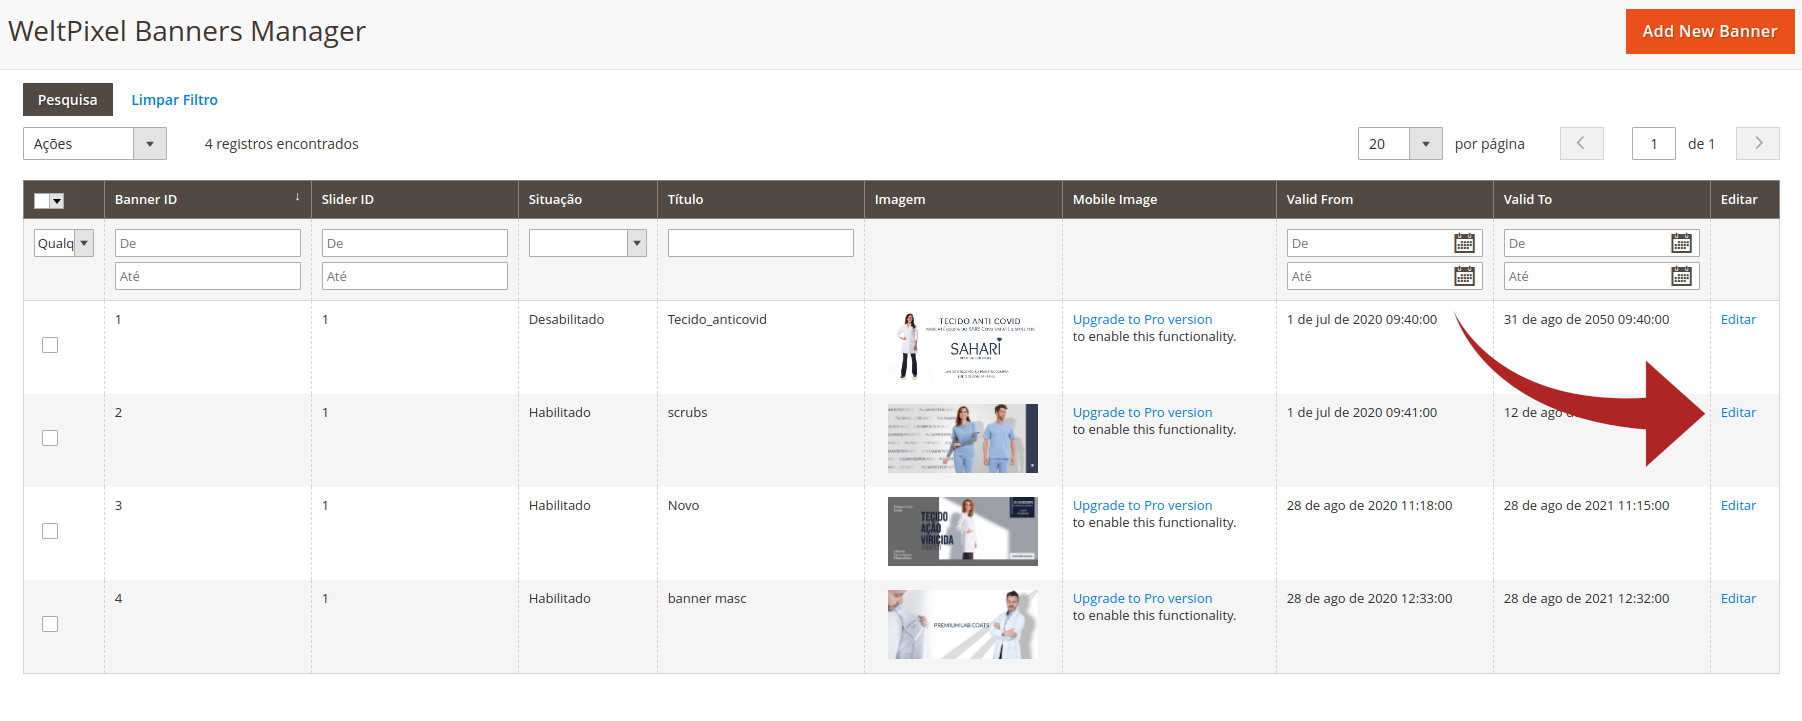 WeltPixel Banners Manager
Add New Banner
Pesquisa Limpar Filtro
Ações 4 registros encontrados 20 por página 1 de 1
Banner ID ↓ Slider ID Situação Título Imagem Mobile Image Valid From Valid To Editar
Qualq De De De De
Até Até Até Até
1 1 Desabilitado Tecido_anticovid Upgrade to Pro version 1 de jul de 2020 09:40:00 31 de ago de 2050 09:40:00 Editar
to enable this functionality.
TECIDO ANTI COVID
SAHARI
2 1 Habilitado scrubs Upgrade to Pro version 1 de jul de 2020 09:41:00 12 de ago Editar
to enable this functionality.
3 1 Habilitado Novo Upgrade to Pro version 28 de ago de 2020 11:18:00 28 de ago de 2021 11:15:00 Editar
to enable this functionality.
TECIDO
AÇÃO
VIRICIDA
4 1 Habilitado banner masc Upgrade to Pro version 28 de ago de 2020 12:33:00 28 de ago de 2021 12:32:00 Editar
to enable this functionality.
PREMIUM LAB COATS